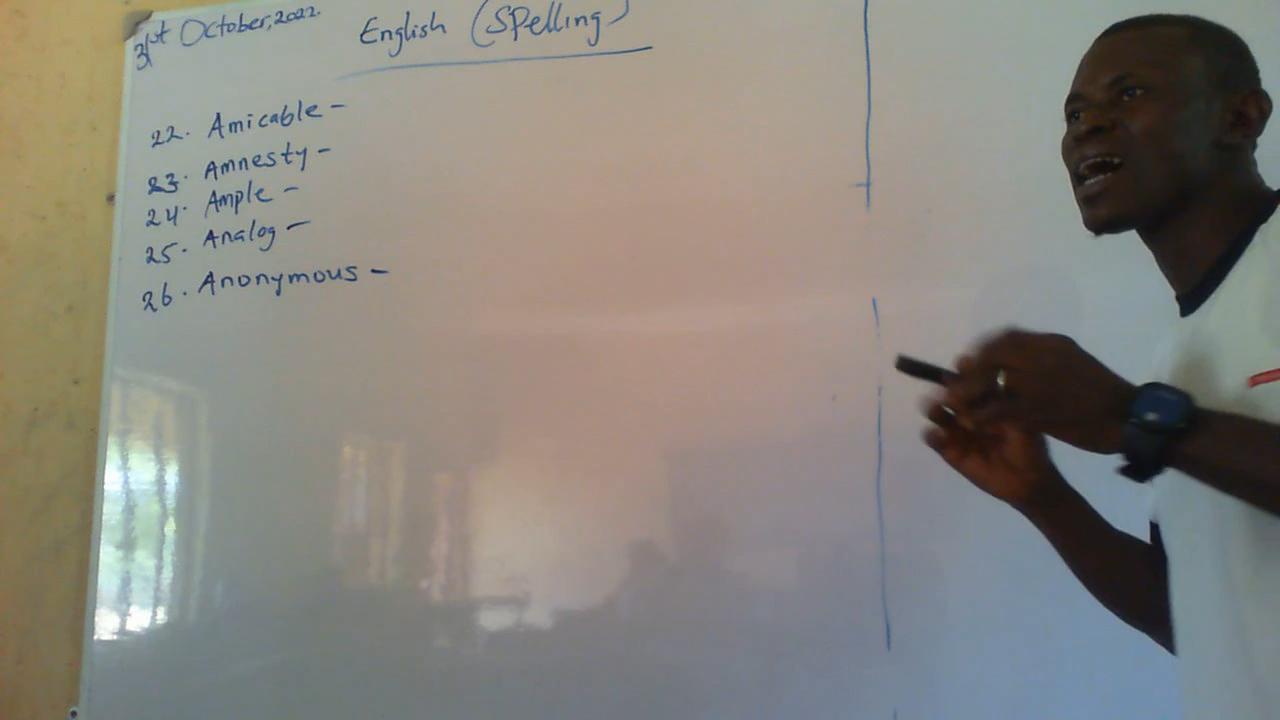 31st October, 2022.
English (Spelling)
22. Amicable -
23. Amnesty -
24. Ample -
25. Analog -
26. Anonymous -